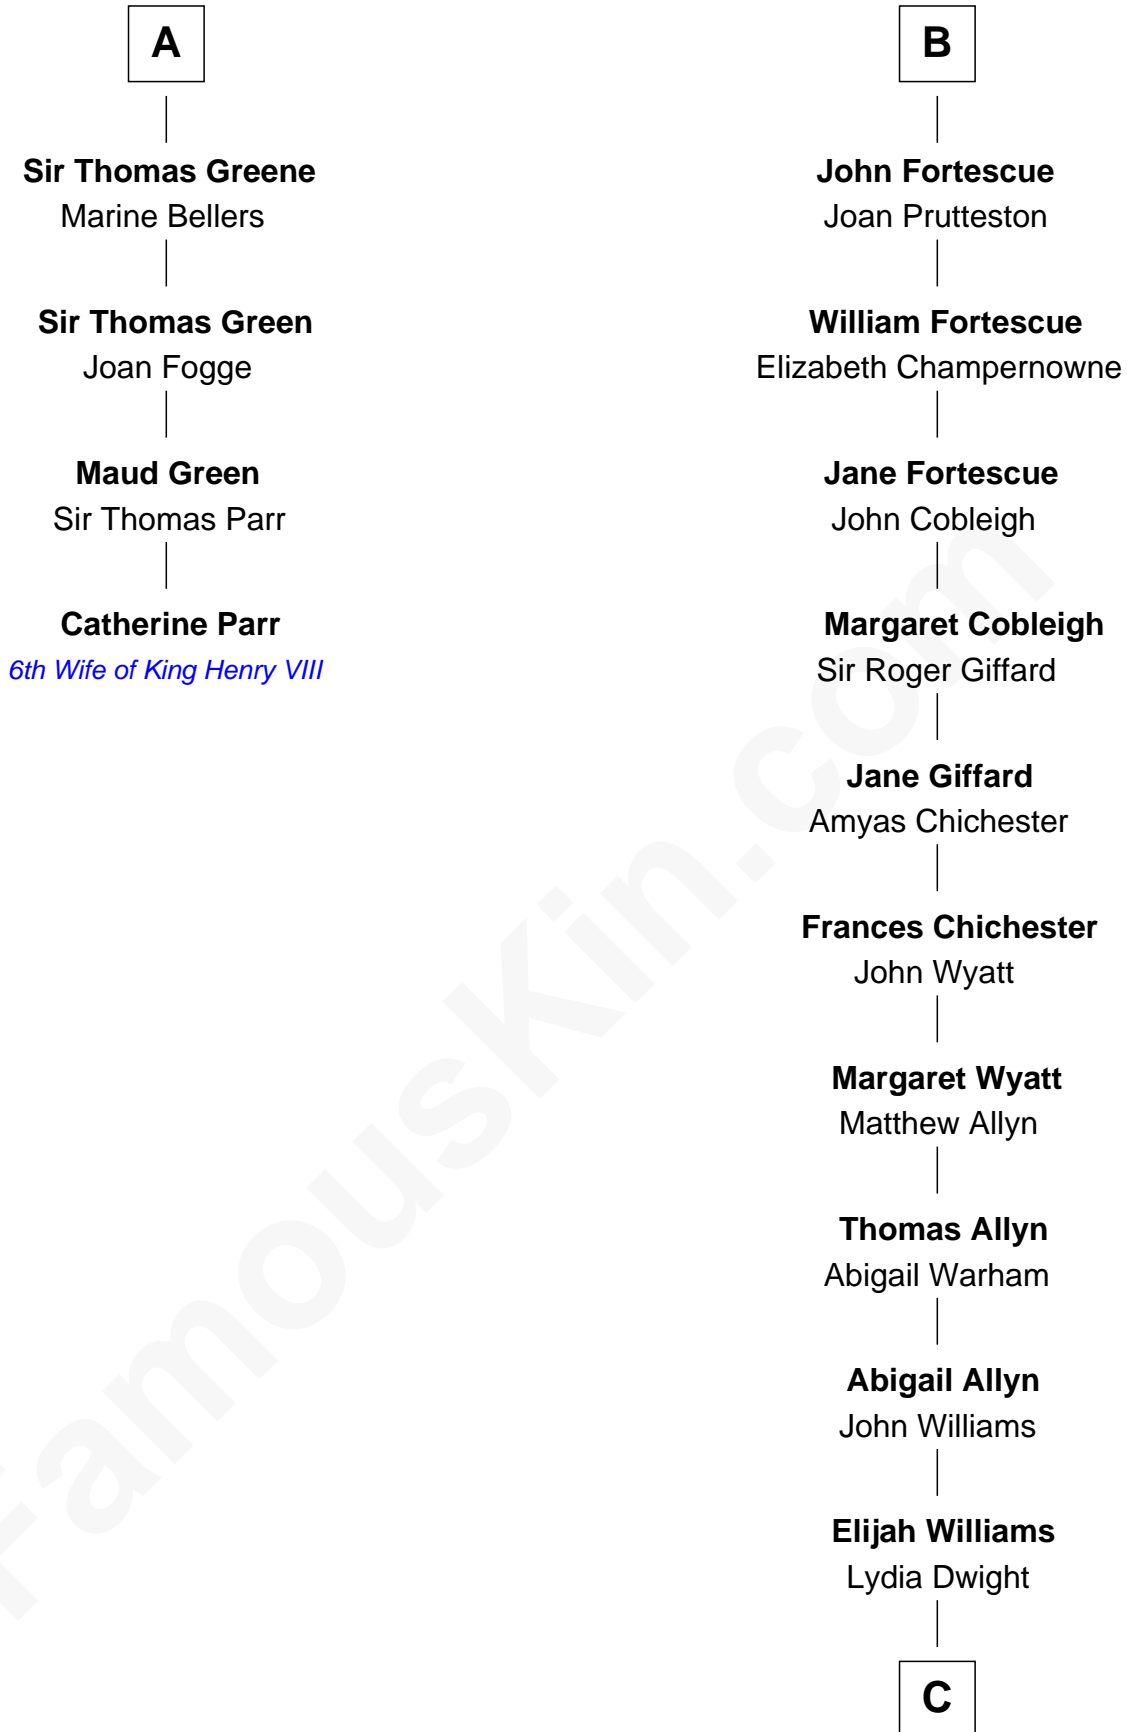 A
Sir Thomas Greene
Marine Bellers
Sir Thomas Green
Joan Fogge
Maud Green
Sir Thomas Parr
Catherine Parr
6th Wife of King Henry VIII
B
John Fortescue
Joan Prutteston
William Fortescue
Elizabeth Champernowne
Jane Fortescue
John Cobleigh
Margaret Cobleigh
Sir Roger Giffard
Jane Giffard
Amyas Chichester
Frances Chichester
John Wyatt
Margaret Wyatt
Matthew Allyn
Thomas Allyn
Abigail Warham
Abigail Allyn
John Williams
Elijah Williams
Lydia Dwight
C
FamousKin.com